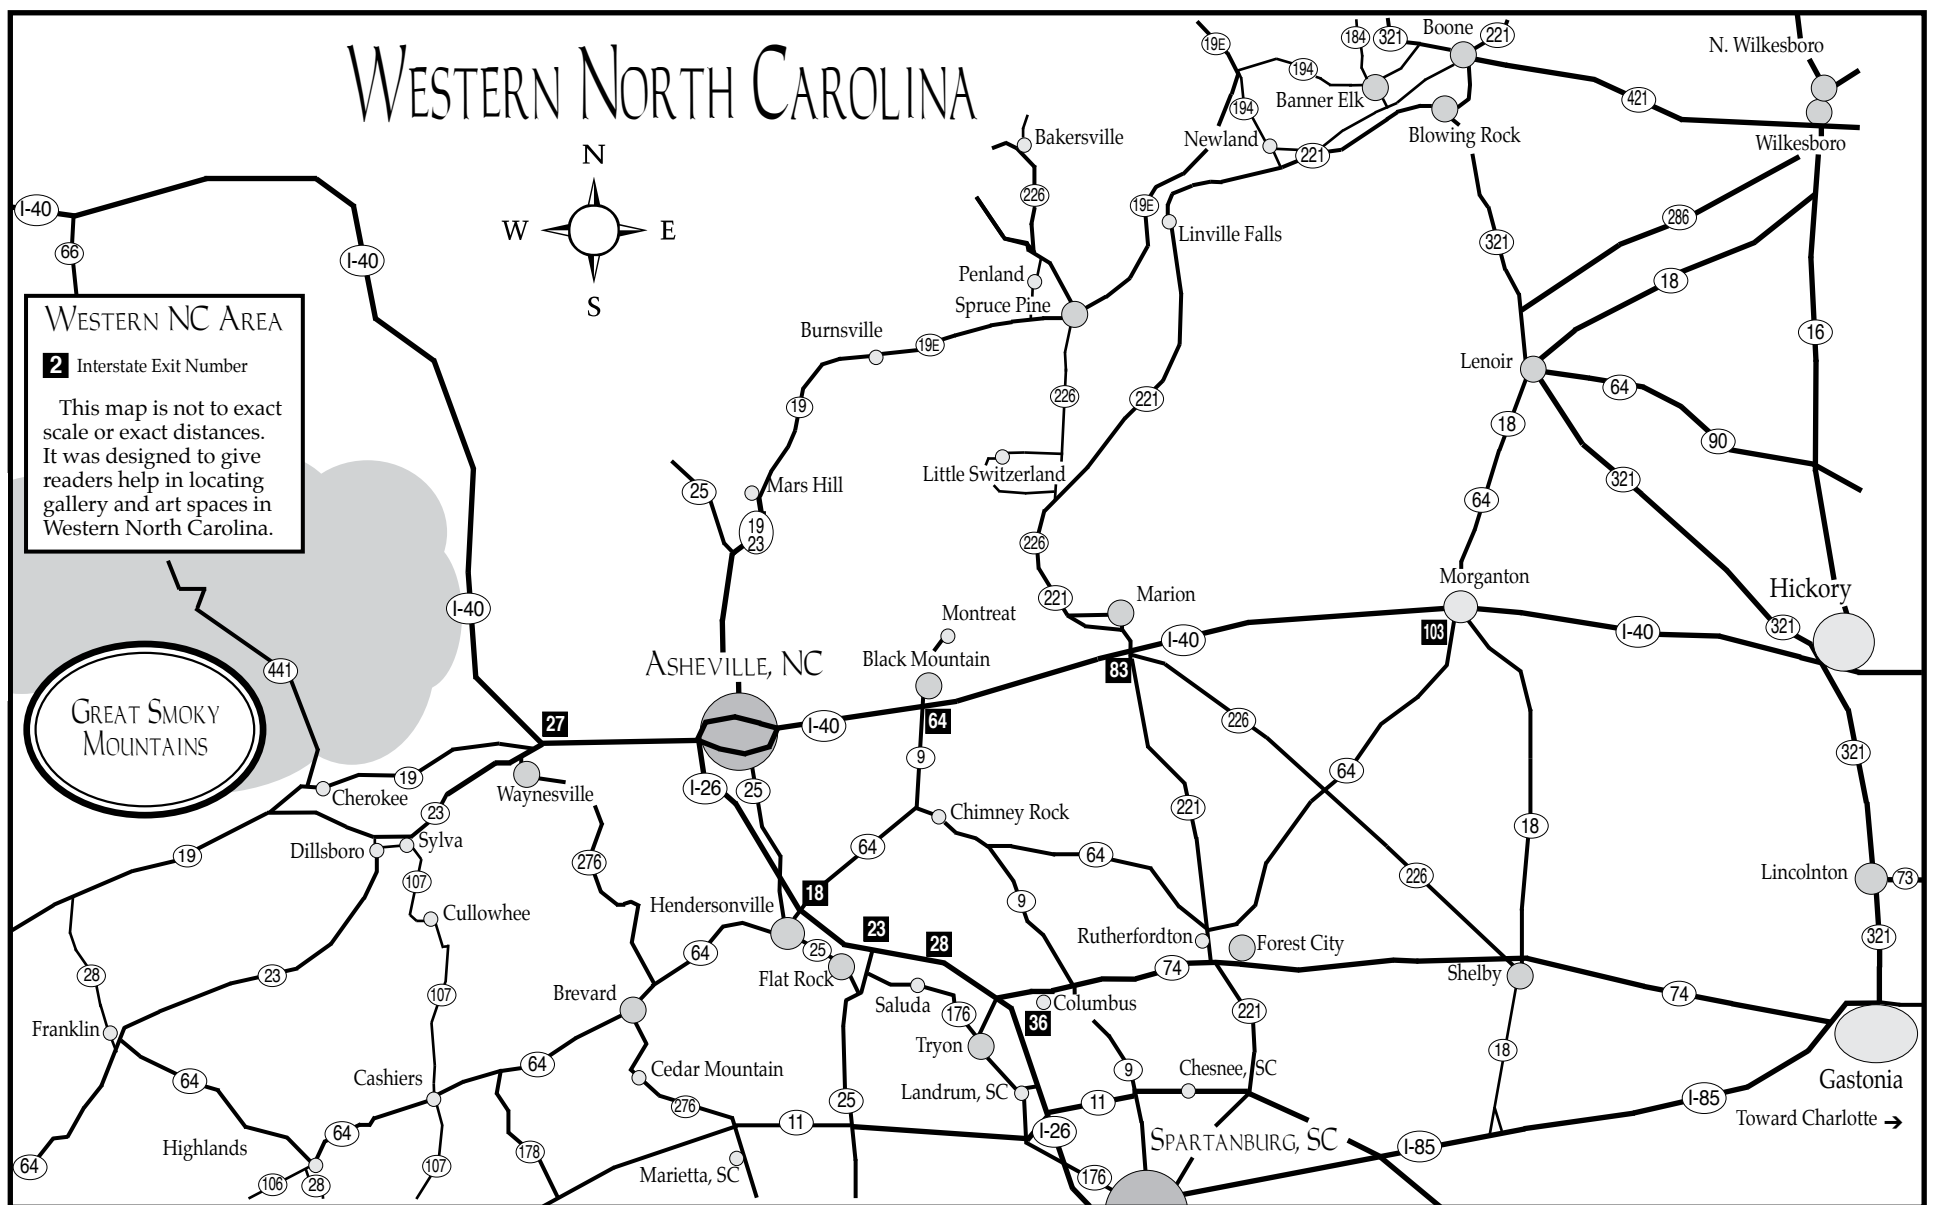 WESTERN NORTH CAROLINA
N
W E
S
WESTERN NC AREA
2 Interstate Exit Number
This map is not to exact
scale or exact distances.
It was designed to give
readers help in locating
gallery and art spaces in
Western North Carolina.
GREAT SMOKY
MOUNTAINS
I-40
66
I-40
I-40
441
27
19
Cherokee
23
Waynesville
19
Dillsboro
Sylva
107
Cullowhee
28
23
107
Franklin
64
64
Cashiers
Highlands
64
106
28
107
276
Brevard
64
64
Cedar Mountain
276
178
11
Marietta, SC
25
25
Mars Hill
19
23
19
Burnsville
19E
ASHEVILLE, NC
I-40
I-26
25
Montreat
Black Mountain
64
9
Chimney Rock
64
64
9
18
Hendersonville
25
Flat Rock
23
28
Saluda
176
Tryon
36
Columbus
74
Landrum, SC
11
I-26
176
9
Chesnee, SC
SPARTANBURG, SC
221
Rutherfordton
Forest City
221
226
226
64
18
Shelby
74
18
I-85
I-85
Toward Charlotte →
Gastonia
321
Lincolnton
73
321
Hickory
321
I-40
Morganton
103
I-40
83
Marion
221
226
Little Switzerland
226
221
Spruce Pine
Penland
226
Bakersville
19E
Linville Falls
Newland
194
194
19E
221
Banner Elk
184
321
Boone
221
Blowing Rock
421
N. Wilkesboro
Wilkesboro
321
286
18
16
Lenoir
64
90
18
321
64